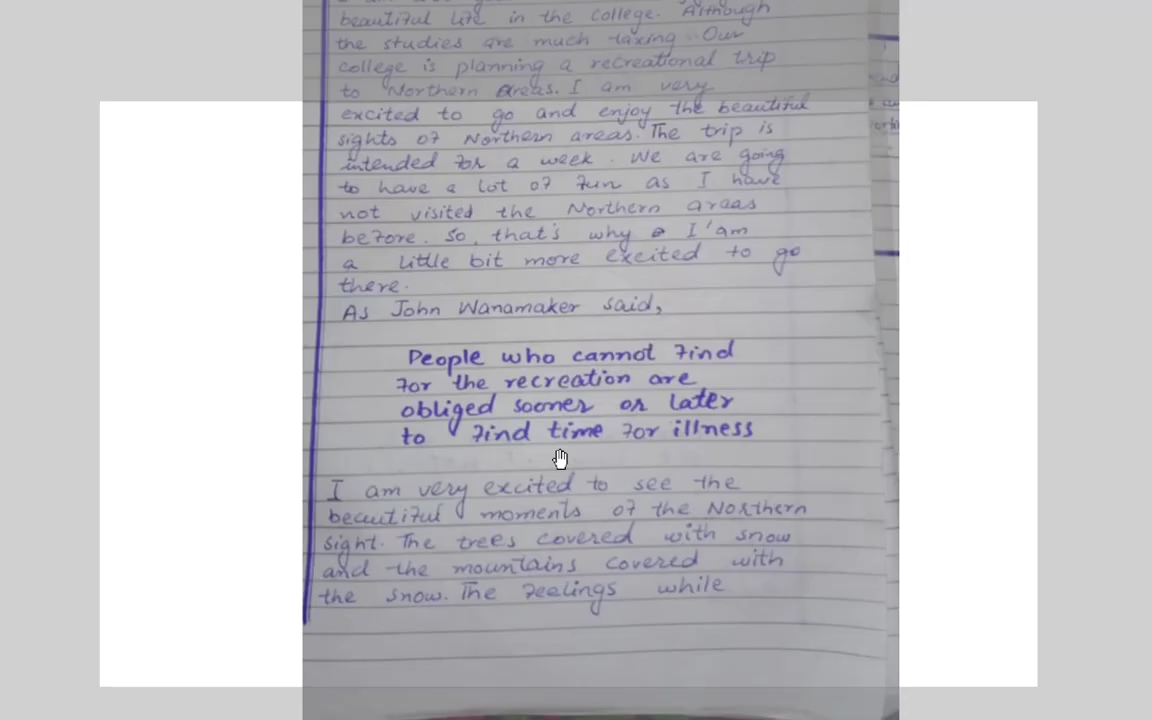 beautiful life in the college. Although
the studies are much taxing. Our
college is planning a recreational trip
to Northern areas. I am very
excited to go and enjoy the beautiful
sights of Northern areas. The trip is
intended for a week. We are going
to have a lot of fun as I have
not visited the Northern areas
before. So, that's why I'am
a little bit more excited to go
there.
As John Wanamaker said,
People who cannot find
for the recreation are
obliged sooner or later
to find time for illness
I am very excited to see the
beautiful moments of the Northern
sight. The trees covered with snow
and the mountains covered with
the snow. The feelings while